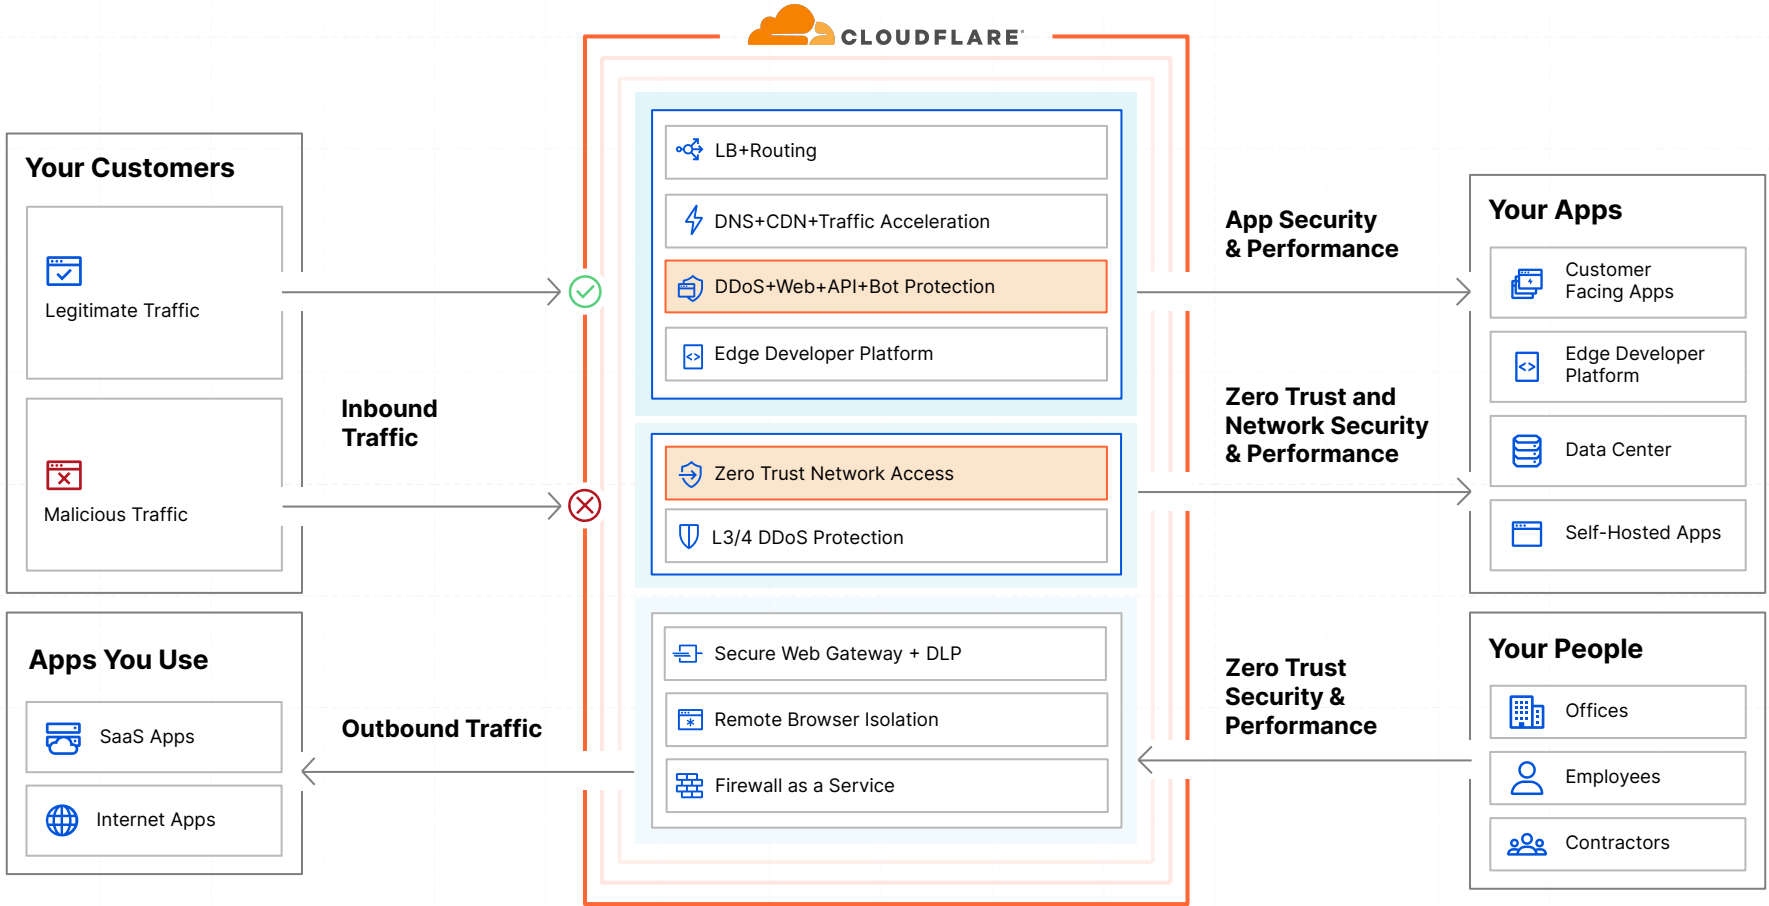 CLOUDFLARE
Your Customers
Legitimate Traffic
Malicious Traffic
Inbound
Traffic
Apps You Use
SaaS Apps
Internet Apps
Outbound Traffic
LB+Routing
DNS+CDN+Traffic Acceleration
DDoS+Web+API+Bot Protection
Edge Developer Platform
Zero Trust Network Access
L3/4 DDoS Protection
Secure Web Gateway + DLP
Remote Browser Isolation
Firewall as a Service
App Security
& Performance
Zero Trust and
Network Security
& Performance
Zero Trust
Security &
Performance
Your Apps
Customer
Facing Apps
Edge Developer
Platform
Data Center
Self-Hosted Apps
Your People
Offices
Employees
Contractors